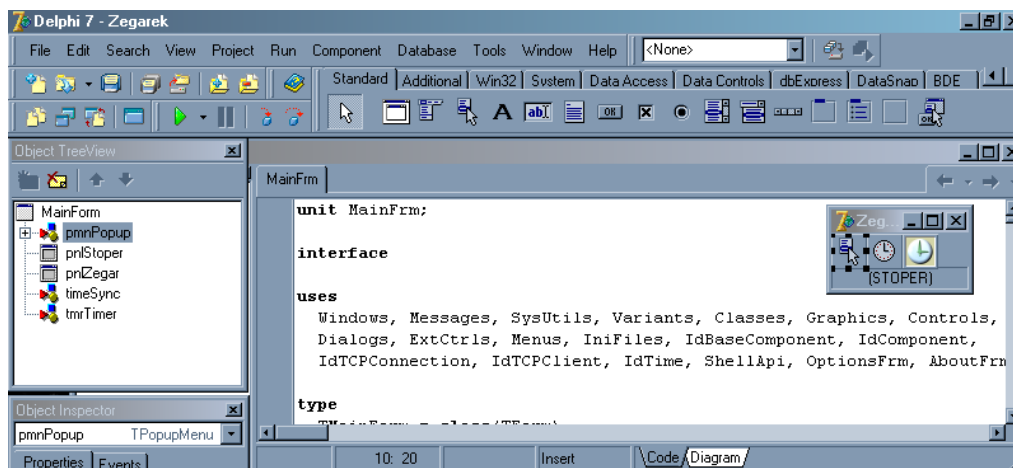 Delphi 7 - Zegarek
File Edit Search View Project Run Component Database Tools Window Help <None>
Standard Additional Win32 System Data Access Data Controls dbExpress DataSnap BDE
Object TreeView
MainForm
pmnPopup
pnlStoper
pnlZegar
timeSync
tmrTimer
Object Inspector
pmnPopup TPopupMenu
Properties Events
MainFrm
unit MainFrm;
interface
uses
Windows, Messages, SysUtils, Variants, Classes, Graphics, Controls,
Dialogs, ExtCtrls, Menus, IniFiles, IdBaseComponent, IdComponent,
IdTCPConnection, IdTCPClient, IdTime, ShellApi, OptionsFrm, AboutFrm
type
TMainForm = class(TForm)
Zeg...
(STOPER)
10: 20 Insert Code Diagram